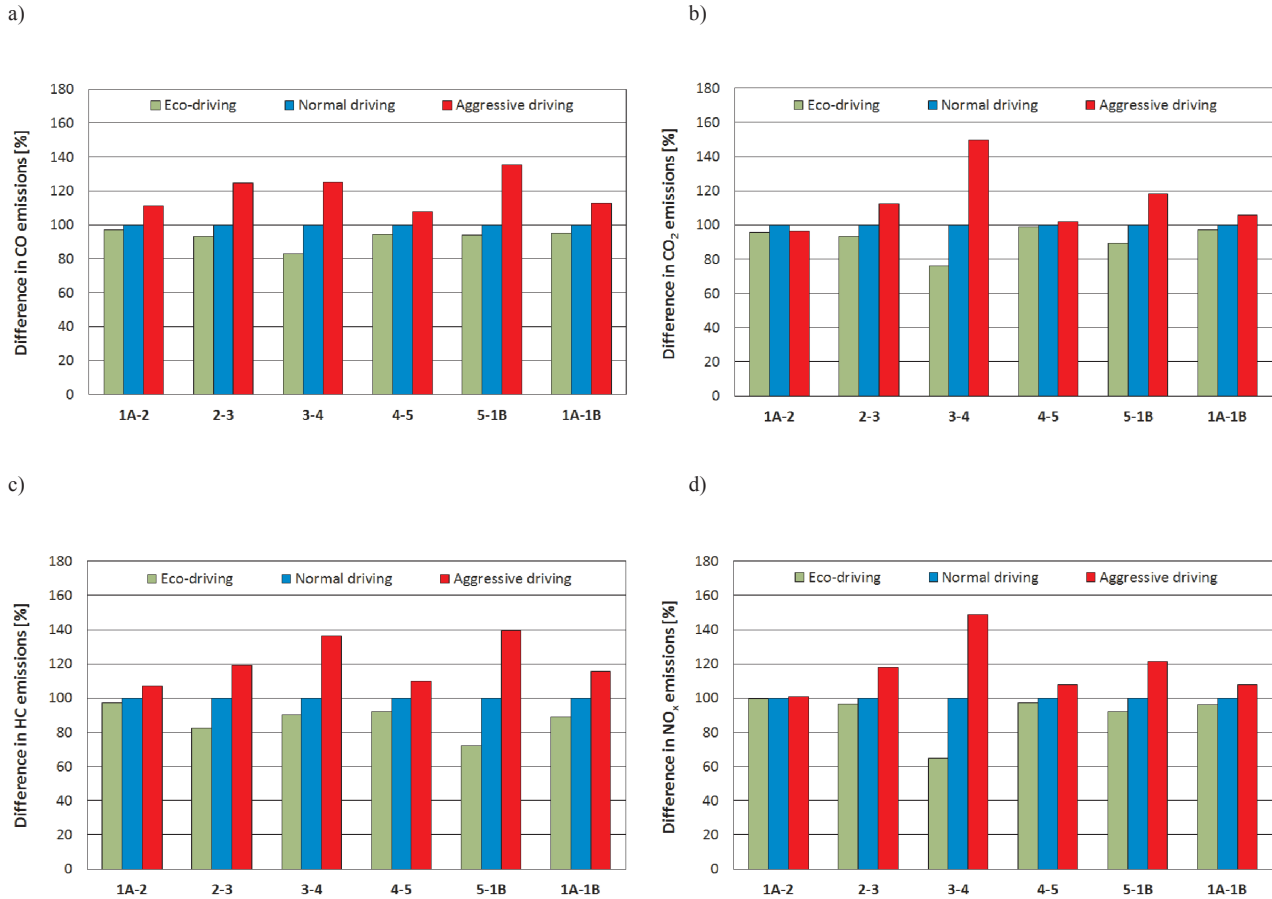 a)
Difference in CO emissions [%]
180
160
140
120
100
80
60
40
20
0
Eco-driving Normal driving Aggressive driving
1A-2 2-3 3-4 4-5 5-1B 1A-1B
b)
Difference in CO₂ emissions [%]
180
160
140
120
100
80
60
40
20
0
Eco-driving Normal driving Aggressive driving
1A-2 2-3 3-4 4-5 5-1B 1A-1B
c)
Difference in HC emissions [%]
180
160
140
120
100
80
60
40
20
0
Eco-driving Normal driving Aggressive driving
1A-2 2-3 3-4 4-5 5-1B 1A-1B
d)
Difference in NOₓ emissions [%]
180
160
140
120
100
80
60
40
20
0
Eco-driving Normal driving Aggressive driving
1A-2 2-3 3-4 4-5 5-1B 1A-1B